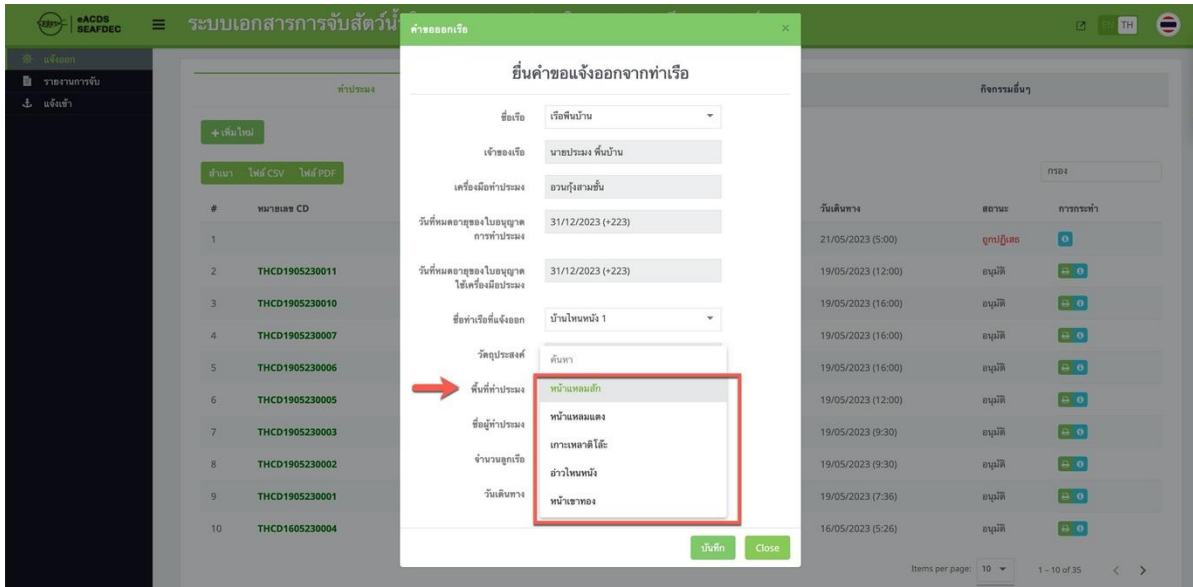 eACDS
SEAFDEC
ระบบเอกสารการจับสัตว์น้ำ
TH
แจ้งออก
รายงานการจับ
แจ้งเข้า
ทำประมง
กิจกรรมอื่นๆ
เพิ่มใหม่
สำเนา ไฟล์ CSV ไฟล์ PDF
กรอง
# หมายเลข CD วันเดินทาง สถานะ การกระทำ
1 21/05/2023 (5:00) ถูกปฏิเสธ
2 THCD1905230011 19/05/2023 (12:00) อนุมัติ
3 THCD1905230010 19/05/2023 (16:00) อนุมัติ
4 THCD1905230007 19/05/2023 (16:00) อนุมัติ
5 THCD1905230006 19/05/2023 (16:00) อนุมัติ
6 THCD1905230005 19/05/2023 (12:00) อนุมัติ
7 THCD1905230003 19/05/2023 (9:30) อนุมัติ
8 THCD1905230002 19/05/2023 (9:30) อนุมัติ
9 THCD1905230001 19/05/2023 (7:36) อนุมัติ
10 THCD1605230004 16/05/2023 (5:26) อนุมัติ
Items per page: 10 1 – 10 of 35
คำขอออกเรือ ×
ยื่นคำขอแจ้งออกจากท่าเรือ
ชื่อเรือ เรือพื้นบ้าน
เจ้าของเรือ นายประมง พื้นบ้าน
เครื่องมือทำประมง อวนกุ้งสามชั้น
วันที่หมดอายุของใบอนุญาต
การทำประมง
31/12/2023 (+223)
วันที่หมดอายุของใบอนุญาต
ใช้เครื่องมือประมง
31/12/2023 (+223)
ชื่อท่าเรือที่แจ้งออก บ้านไหนหนัง 1
วัตถุประสงค์
ค้นหา
พื้นที่ทำประมง หน้าแหลมสัก
หน้าแหลมแดง
ชื่อผู้ทำประมง
เกาะเหลาดิโล๊ะ
จำนวนลูกเรือ
อ่าวไหนหนัง
วันเดินทาง หน้าเขาทอง
บันทึก Close